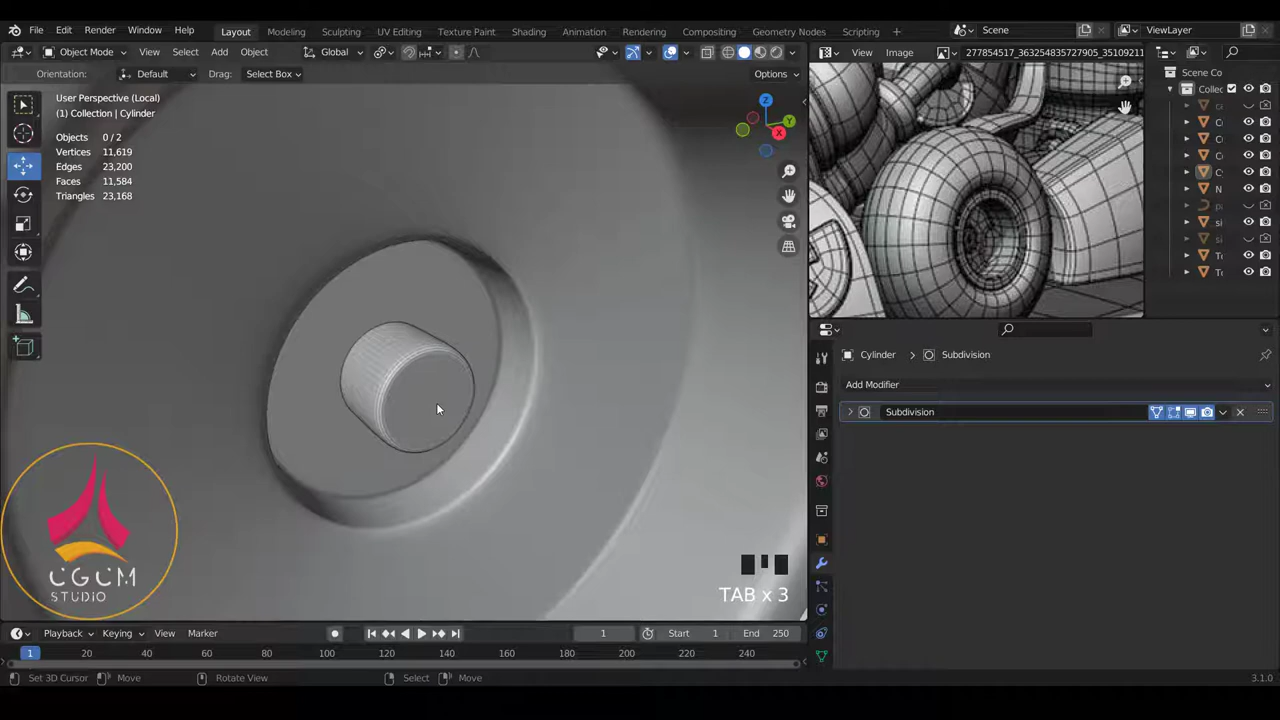 File Edit Render Window Help Layout Modeling Sculpting UV Editing Texture Paint Shading Animation Rendering Compositing Geometry Nodes Scripting + Scene ViewLayer
Object Mode View Select Add Object Global View Image 277854517_363254835727905_35109211
Orientation: Default Drag: Select Box Options
Scene Co
Collec
User Perspective (Local)
(1) Collection | Cylinder
Objects 0 / 2
Vertices 11,619
Edges 23,200
Faces 11,584
Triangles 23,168
Z
Y
X
Cylinder > Subdivision
Add Modifier
Subdivision
CGCM
STUDIO
TAB x 3
Playback Keying View Marker 1 Start 1 End 250
1 20 40 60 80 100 120 140 160 180 200 220 240
Set 3D Cursor Move Rotate View Select Move 3.1.0